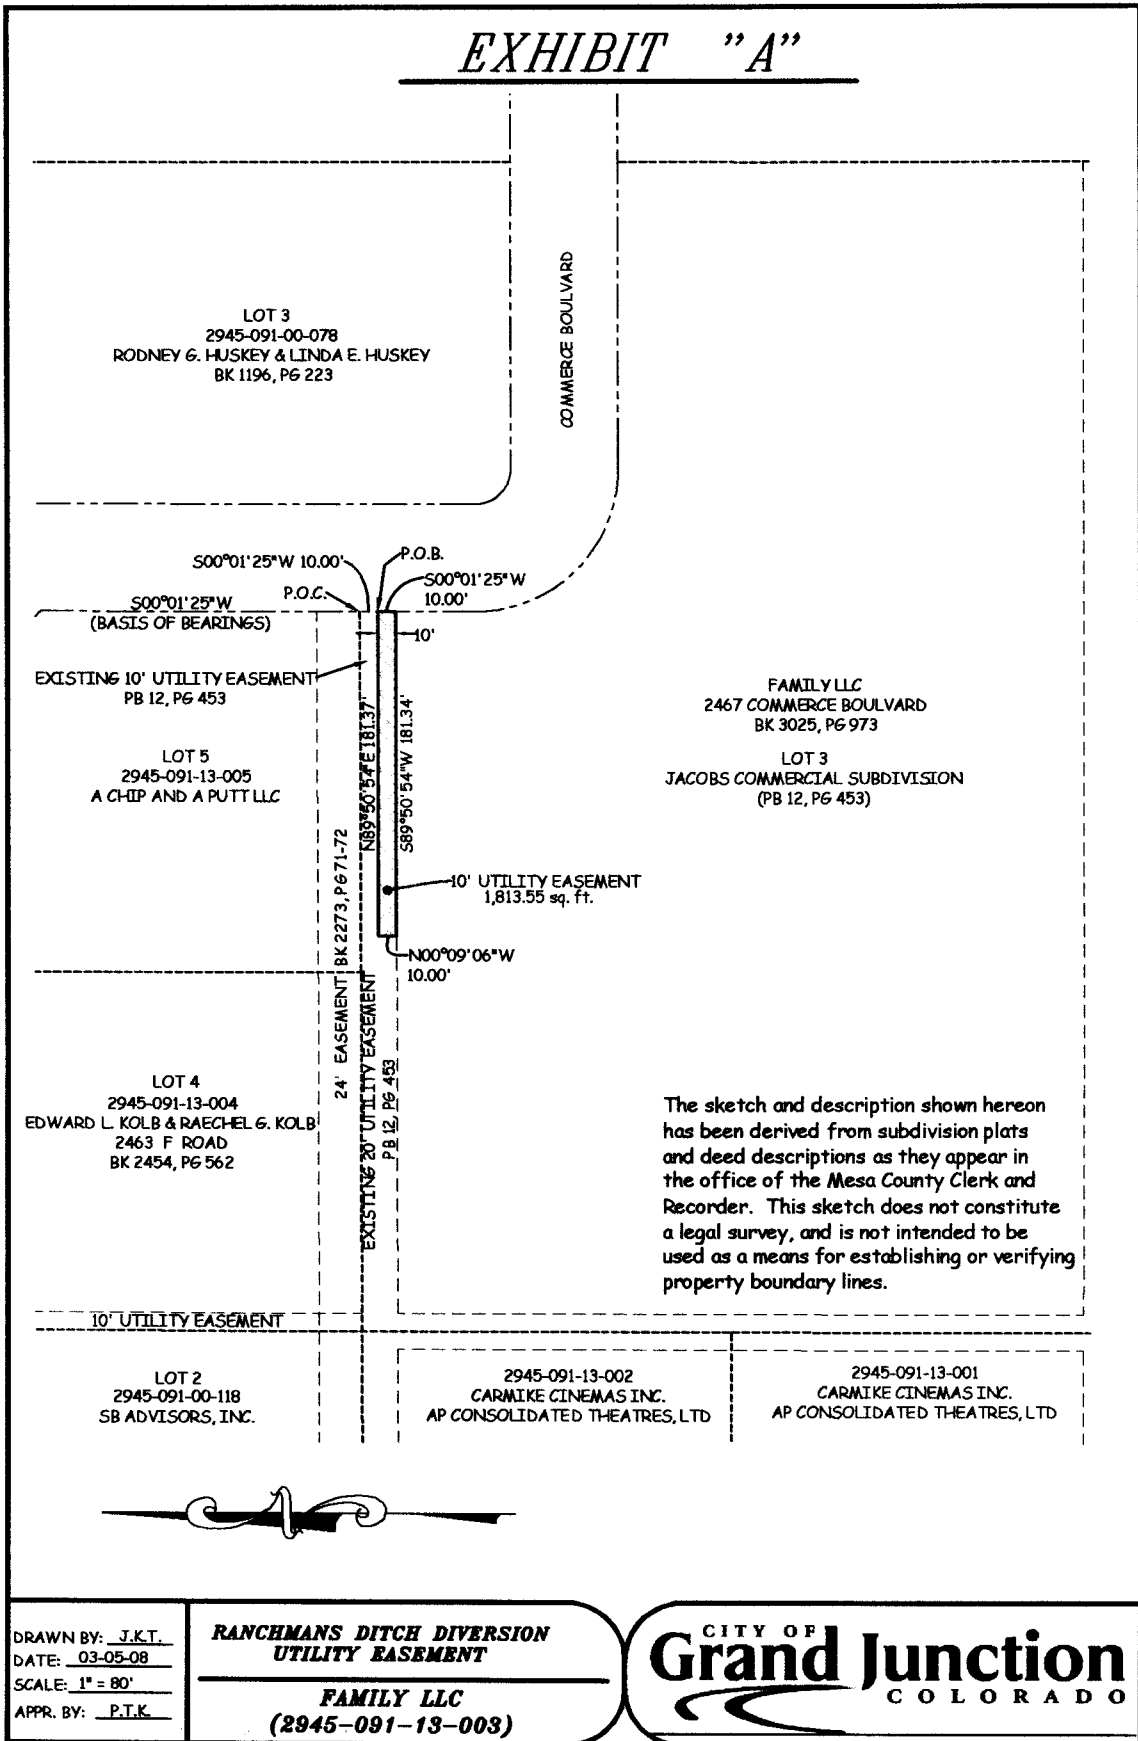 EXHIBIT "A"
COMMERCE BOULVARD
LOT 3
2945-091-00-078
RODNEY G. HUSKEY & LINDA E. HUSKEY
BK 1196, PG 223
S00°01'25"W 10.00'
P.O.B.
S00°01'25"W
10.00'
P.O.C.
S00°01'25"W
(BASIS OF BEARINGS)
10'
EXISTING 10' UTILITY EASEMENT
PB 12, PG 453
N89°50'54"E 181.37'
S89°50'54"W 181.34'
FAMILY LLC
2467 COMMERCE BOULVARD
BK 3025, PG 973
LOT 3
JACOBS COMMERCIAL SUBDIVISION
(PB 12, PG 453)
LOT 5
2945-091-13-005
A CHIP AND A PUTT LLC
24' EASEMENT BK 2273, PG 71-72
10' UTILITY EASEMENT
1,813.55 sq. ft.
N00°09'06"W
10.00'
EXISTING 20' UTILITY EASEMENT
PB 12, PG 453
LOT 4
2945-091-13-004
EDWARD L. KOLB & RAECHEL G. KOLB
2463 F ROAD
BK 2454, PG 562
The sketch and description shown hereon
has been derived from subdivision plats
and deed descriptions as they appear in
the office of the Mesa County Clerk and
Recorder. This sketch does not constitute
a legal survey, and is not intended to be
used as a means for establishing or verifying
property boundary lines.
10' UTILITY EASEMENT
LOT 2
2945-091-00-118
SB ADVISORS, INC.
2945-091-13-002
CARMIKE CINEMAS INC.
AP CONSOLIDATED THEATRES, LTD
2945-091-13-001
CARMIKE CINEMAS INC.
AP CONSOLIDATED THEATRES, LTD
N
DRAWN BY: J.K.T.
DATE: 03-05-08
SCALE: 1" = 80'
APPR. BY: P.T.K.
RANCHMANS DITCH DIVERSION
UTILITY EASEMENT
FAMILY LLC
(2945-091-13-003)
CITY OF
Grand Junction
COLORADO